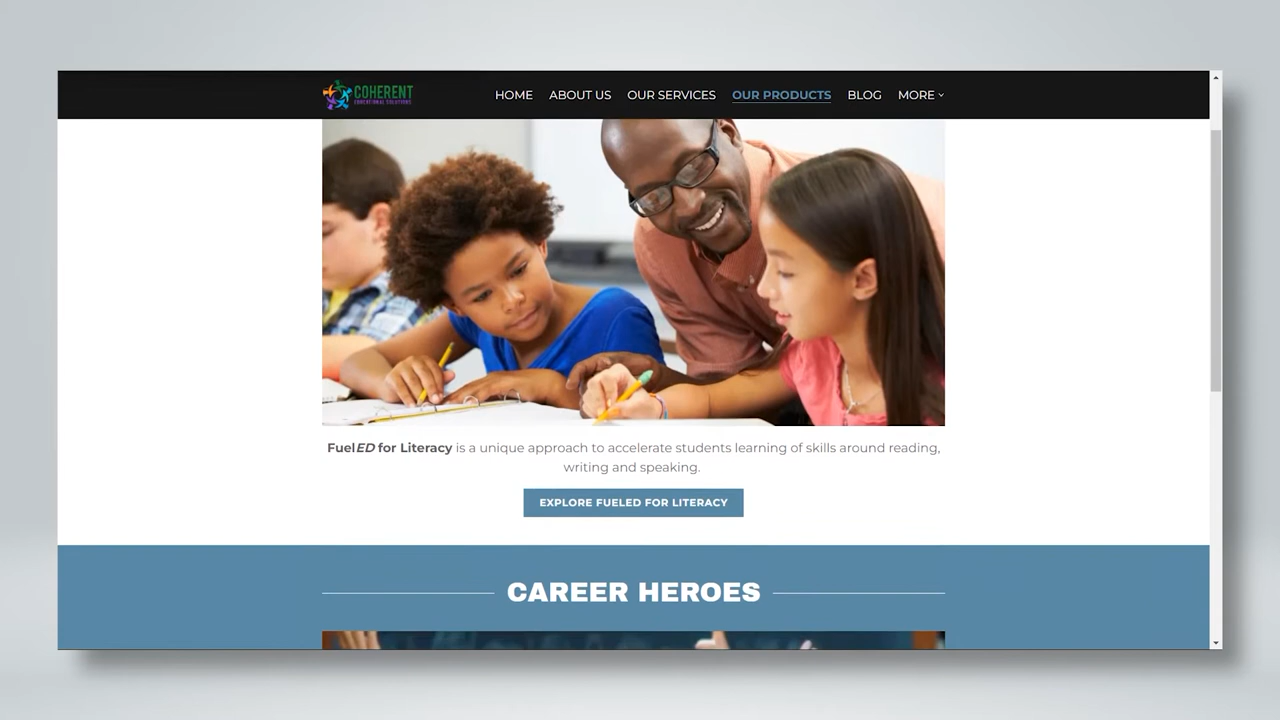 COHERENT
EDUCATIONAL SOLUTIONS
HOME ABOUT US OUR SERVICES OUR PRODUCTS BLOG MORE
FuelED for Literacy is a unique approach to accelerate students learning of skills around reading,
writing and speaking.
EXPLORE FUELED FOR LITERACY
CAREER HEROES